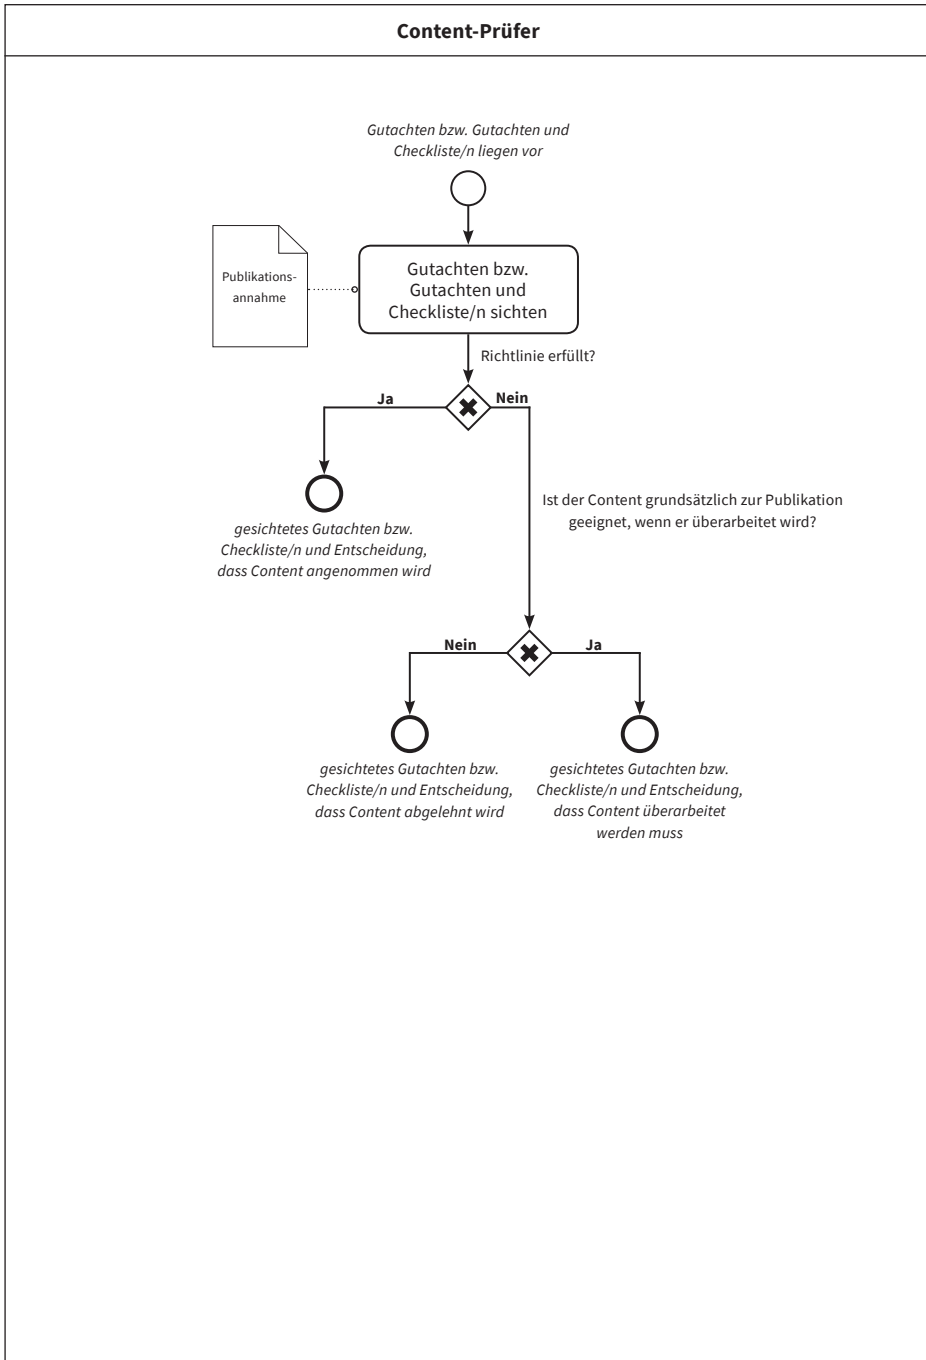 Content-Prüfer
Gutachten bzw. Gutachten und
Checkliste/n liegen vor
Publikations-
annahme
Gutachten bzw.
Gutachten und
Checkliste/n sichten
Richtlinie erfüllt?
Ja
Nein
gesichtetes Gutachten bzw.
Checkliste/n und Entscheidung,
dass Content angenommen wird
Ist der Content grundsätzlich zur Publikation
geeignet, wenn er überarbeitet wird?
Nein
Ja
gesichtetes Gutachten bzw.
Checkliste/n und Entscheidung,
dass Content abgelehnt wird
gesichtetes Gutachten bzw.
Checkliste/n und Entscheidung,
dass Content überarbeitet
werden muss